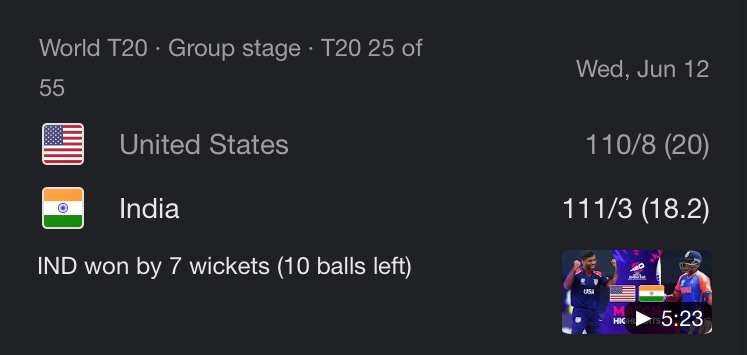 World T20 · Group stage · T20 25 of
55
Wed, Jun 12
United States
110/8 (20)
India
111/3 (18.2)
IND won by 7 wickets (10 balls left)
USA
5:23